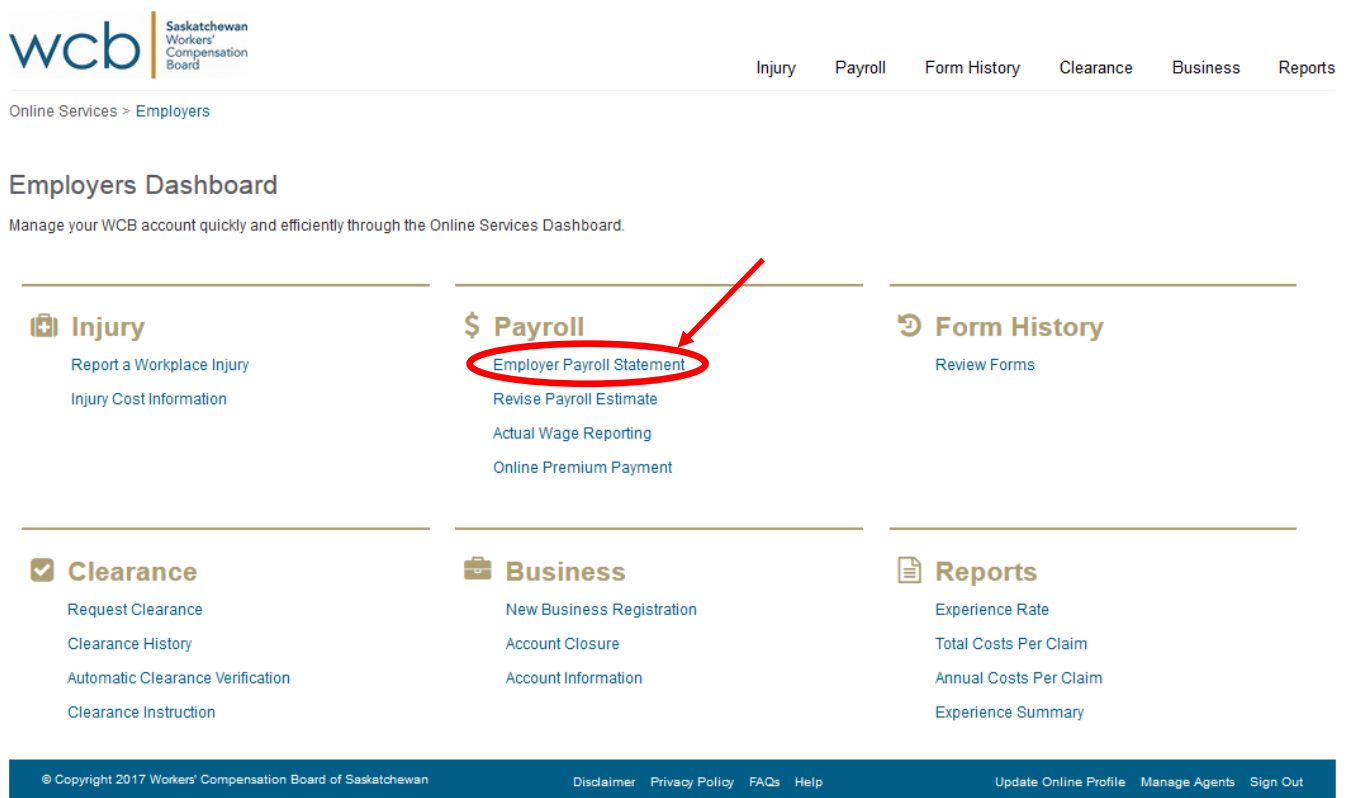 wcb
Saskatchewan
Workers'
Compensation
Board
Injury Payroll Form History Clearance Business Reports
Online Services > Employers
Employers Dashboard
Manage your WCB account quickly and efficiently through the Online Services Dashboard.
Injury
Report a Workplace Injury
Injury Cost Information
$ Payroll
Employer Payroll Statement
Revise Payroll Estimate
Actual Wage Reporting
Online Premium Payment
Form History
Review Forms
Clearance
Request Clearance
Clearance History
Automatic Clearance Verification
Clearance Instruction
Business
New Business Registration
Account Closure
Account Information
Reports
Experience Rate
Total Costs Per Claim
Annual Costs Per Claim
Experience Summary
© Copyright 2017 Workers' Compensation Board of Saskatchewan Disclaimer Privacy Policy FAQs Help Update Online Profile Manage Agents Sign Out